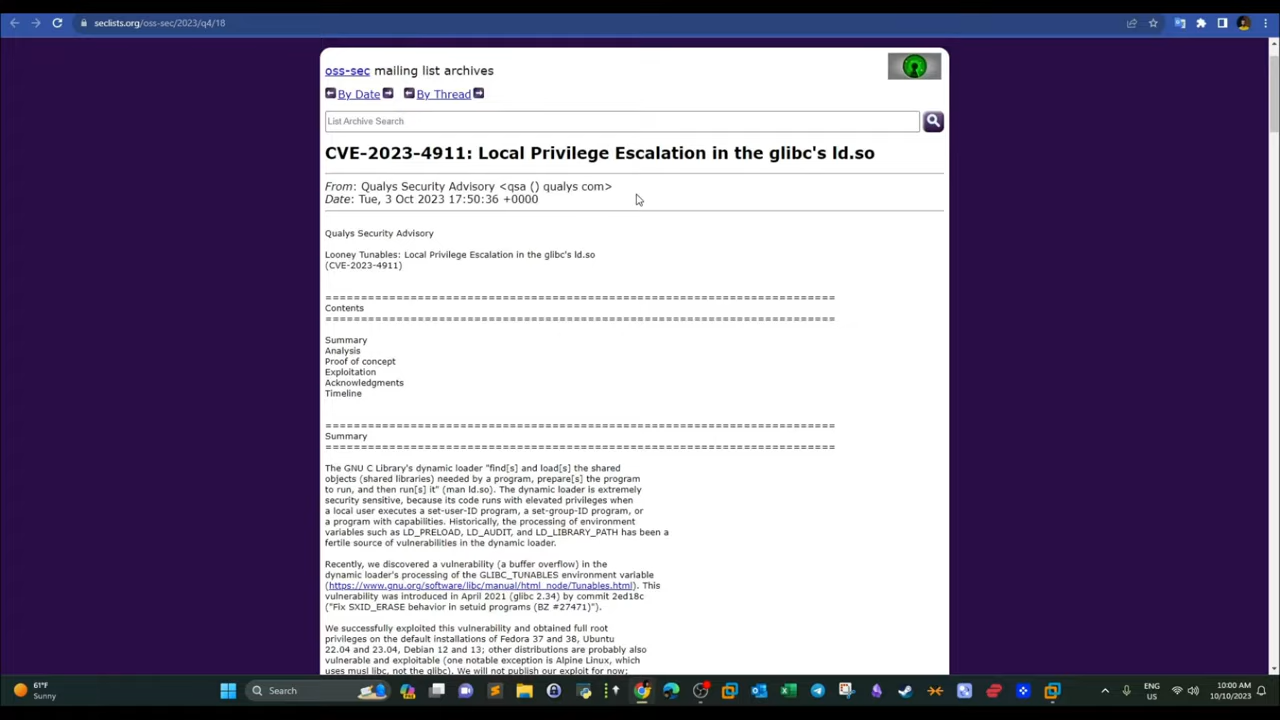 seclists.org/oss-sec/2023/q4/18
oss-sec mailing list archives
By Date By Thread
List Archive Search
CVE-2023-4911: Local Privilege Escalation in the glibc's ld.so
From: Qualys Security Advisory <qsa () qualys com>
Date: Tue, 3 Oct 2023 17:50:36 +0000
Qualys Security Advisory
Looney Tunables: Local Privilege Escalation in the glibc's ld.so
(CVE-2023-4911)
========================================================================
Contents
========================================================================
Summary
Analysis
Proof of concept
Exploitation
Acknowledgments
Timeline
========================================================================
Summary
========================================================================
The GNU C Library's dynamic loader "find[s] and load[s] the shared
objects (shared libraries) needed by a program, prepare[s] the program
to run, and then run[s] it" (man ld.so). The dynamic loader is extremely
security sensitive, because its code runs with elevated privileges when
a local user executes a set-user-ID program, a set-group-ID program, or
a program with capabilities. Historically, the processing of environment
variables such as LD_PRELOAD, LD_AUDIT, and LD_LIBRARY_PATH has been a
fertile source of vulnerabilities in the dynamic loader.
Recently, we discovered a vulnerability (a buffer overflow) in the
dynamic loader's processing of the GLIBC_TUNABLES environment variable
(https://www.gnu.org/software/libc/manual/html_node/Tunables.html). This
vulnerability was introduced in April 2021 (glibc 2.34) by commit 2ed18c
("Fix SXID_ERASE behavior in setuid programs (BZ #27471)").
We successfully exploited this vulnerability and obtained full root
privileges on the default installations of Fedora 37 and 38, Ubuntu
22.04 and 23.04, Debian 12 and 13; other distributions are probably also
vulnerable and exploitable (one notable exception is Alpine Linux, which
uses musl libc, not the glibc). We will not publish our exploit for now;
61°F
Sunny
Search
ENG
US
10:00 AM
10/10/2023